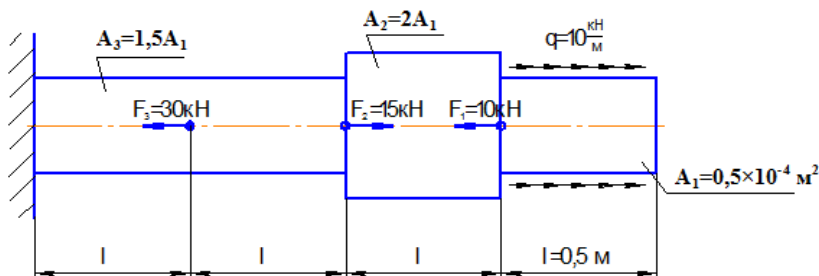 A₃=1,5A₁
A₂=2A₁
q=10 кН/м
F₃=30кН
F₂=15кН
F₁=10кН
A₁=0,5×10⁻⁴ м²
l
l
l
l=0,5 м